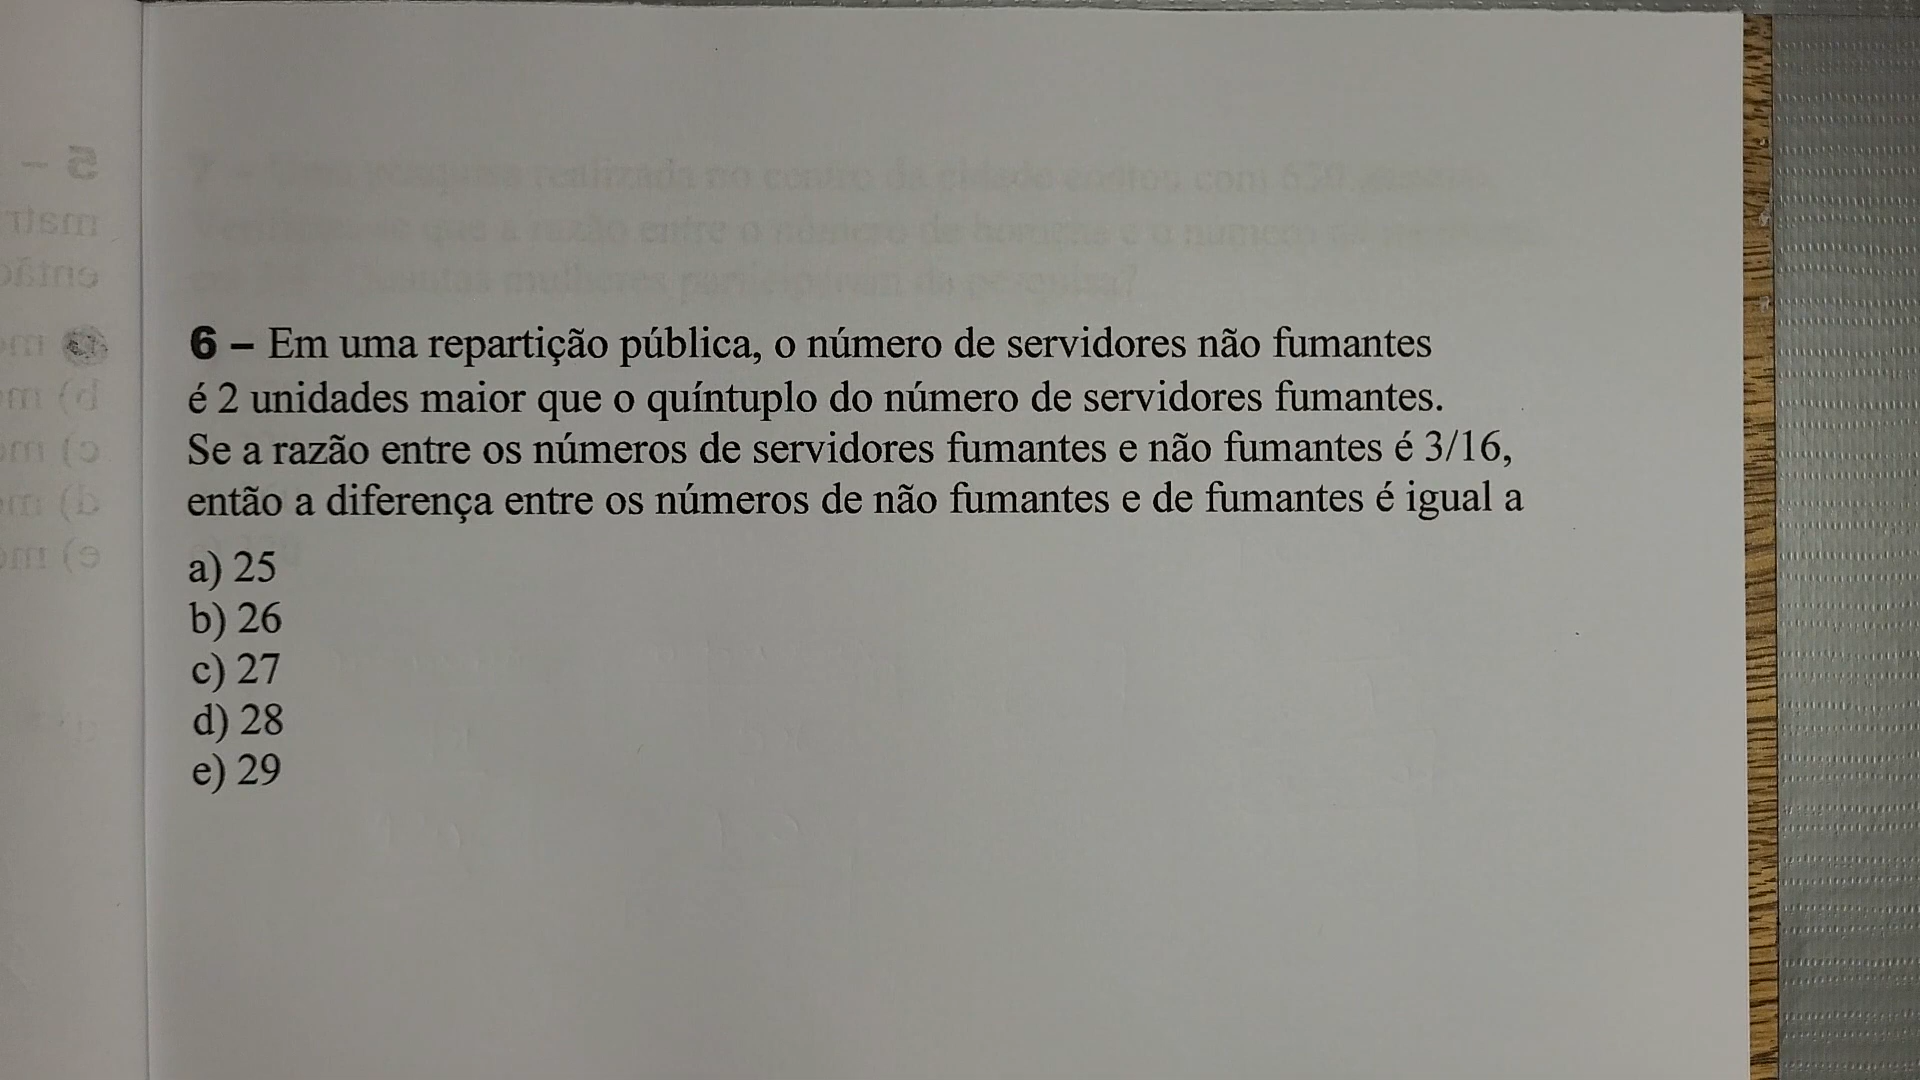 6 – Em uma repartição pública, o número de servidores não fumantes
é 2 unidades maior que o quíntuplo do número de servidores fumantes.
Se a razão entre os números de servidores fumantes e não fumantes é 3/16,
então a diferença entre os números de não fumantes e de fumantes é igual a
a) 25
b) 26
c) 27
d) 28
e) 29